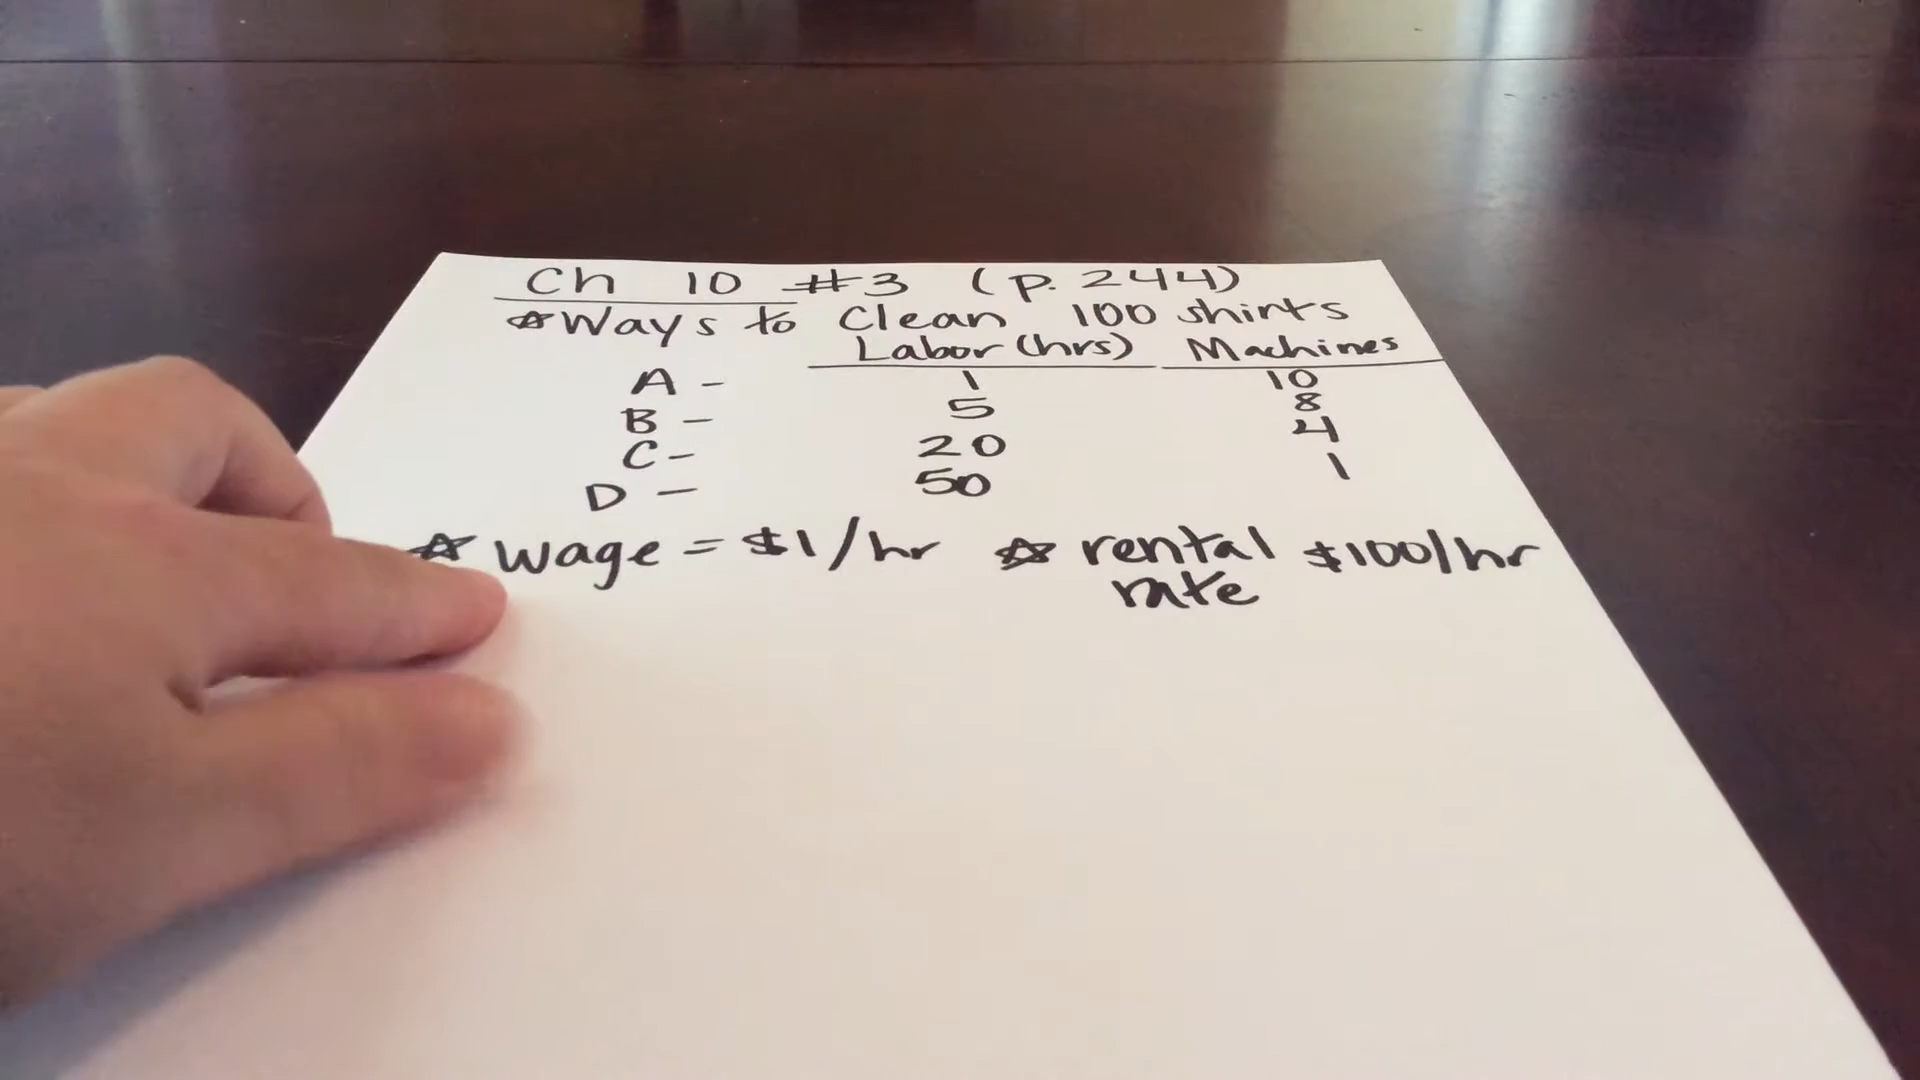 Ch 10 #3 (p. 244)
☆Ways to Clean 100 shirts
Labor (hrs) Machines
A - 1 10
B - 5 8
C - 20 4
D - 50 1
☆ wage = $1/hr ☆ rental $100/hr
rate